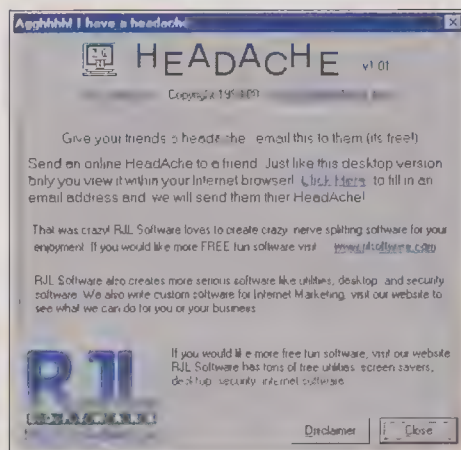 Agghhhh! I have a headache
HEADACHE v1.01
Copyright
Give your friends a headache email this to them (its free!)
Send an online HeadAche to a friend. Just like this desktop version
only you view it within your Internet browser! Click Here to fill in an
email address and we will send them thier HeadAche!
That was crazy! RJL Software loves to create crazy nerve splitting software for your
enjoyment. If you would like more FREE fun software visit www.rjlsoftware.com
RJL Software also creates more serious software like utilities, desktop and security
software. We also write custom software for Internet Marketing, visit our website to
see what we can do for you or your business
If you would like more free fun software, visit our website
RJL Software has tons of free utilities screen savers,
desktop security internet software
RJL
Disclaimer Close